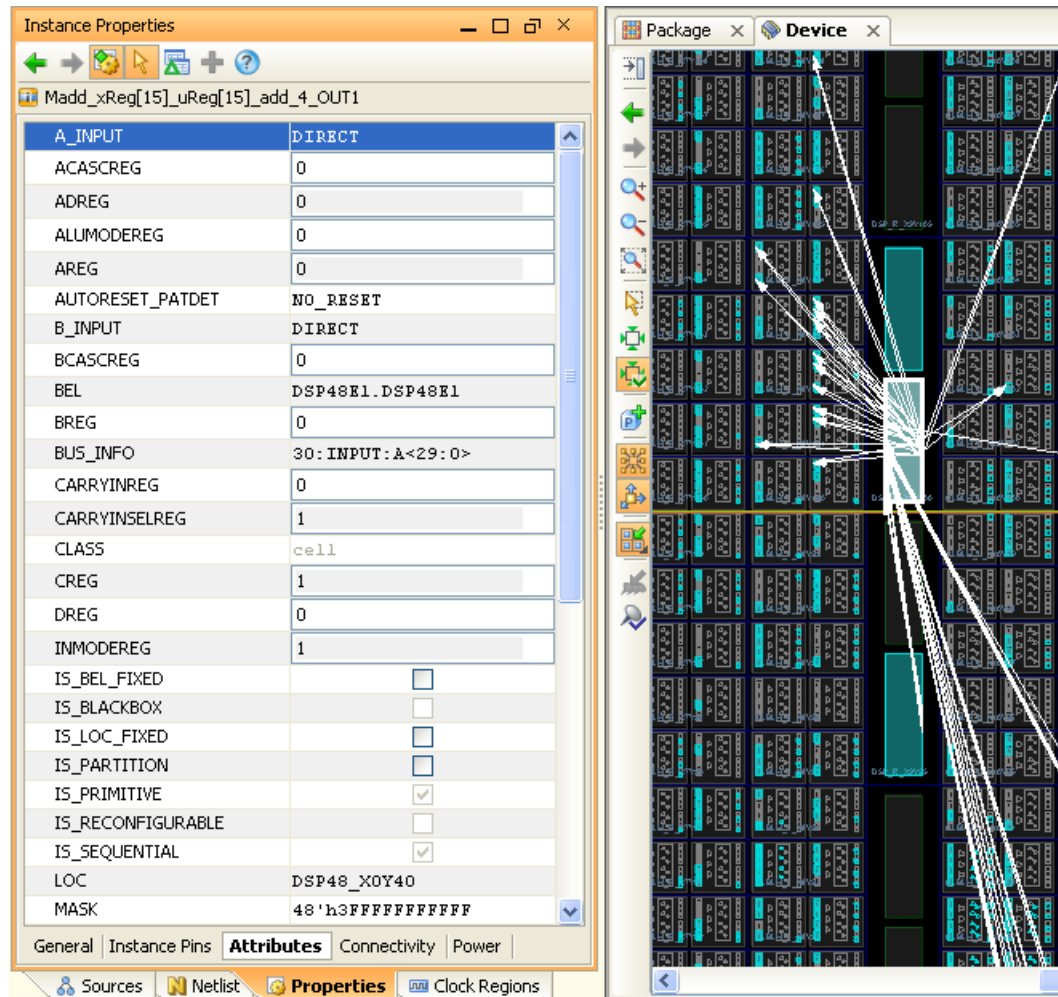 Instance Properties
Madd_xReg[15]_uReg[15]_add_4_OUT1
A_INPUT DIRECT
ACASCREG 0
ADREG 0
ALUMODEREG 0
AREG 0
AUTORESET_PATDET NO_RESET
B_INPUT DIRECT
BCASCREG 0
BEL DSP48E1.DSP48E1
BREG 0
BUS_INFO 30:INPUT:A<29:0>
CARRYINREG 0
CARRYINSELREG 1
CLASS cell
CREG 1
DREG 0
INMODEREG 1
IS_BEL_FIXED
IS_BLACKBOX
IS_LOC_FIXED
IS_PARTITION
IS_PRIMITIVE
IS_RECONFIGURABLE
IS_SEQUENTIAL
LOC DSP48_X0Y40
MASK 48'h3FFFFFFFFFFF
General Instance Pins Attributes Connectivity Power
Sources Netlist Properties Clock Regions
Package Device